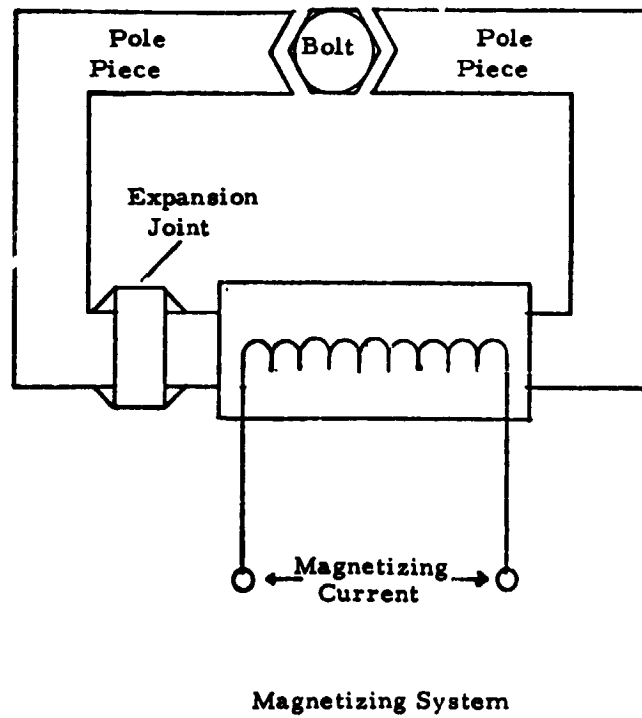 Pole
Piece
Bolt
Pole
Piece
Expansion
Joint
Magnetizing
Current
Magnetizing System